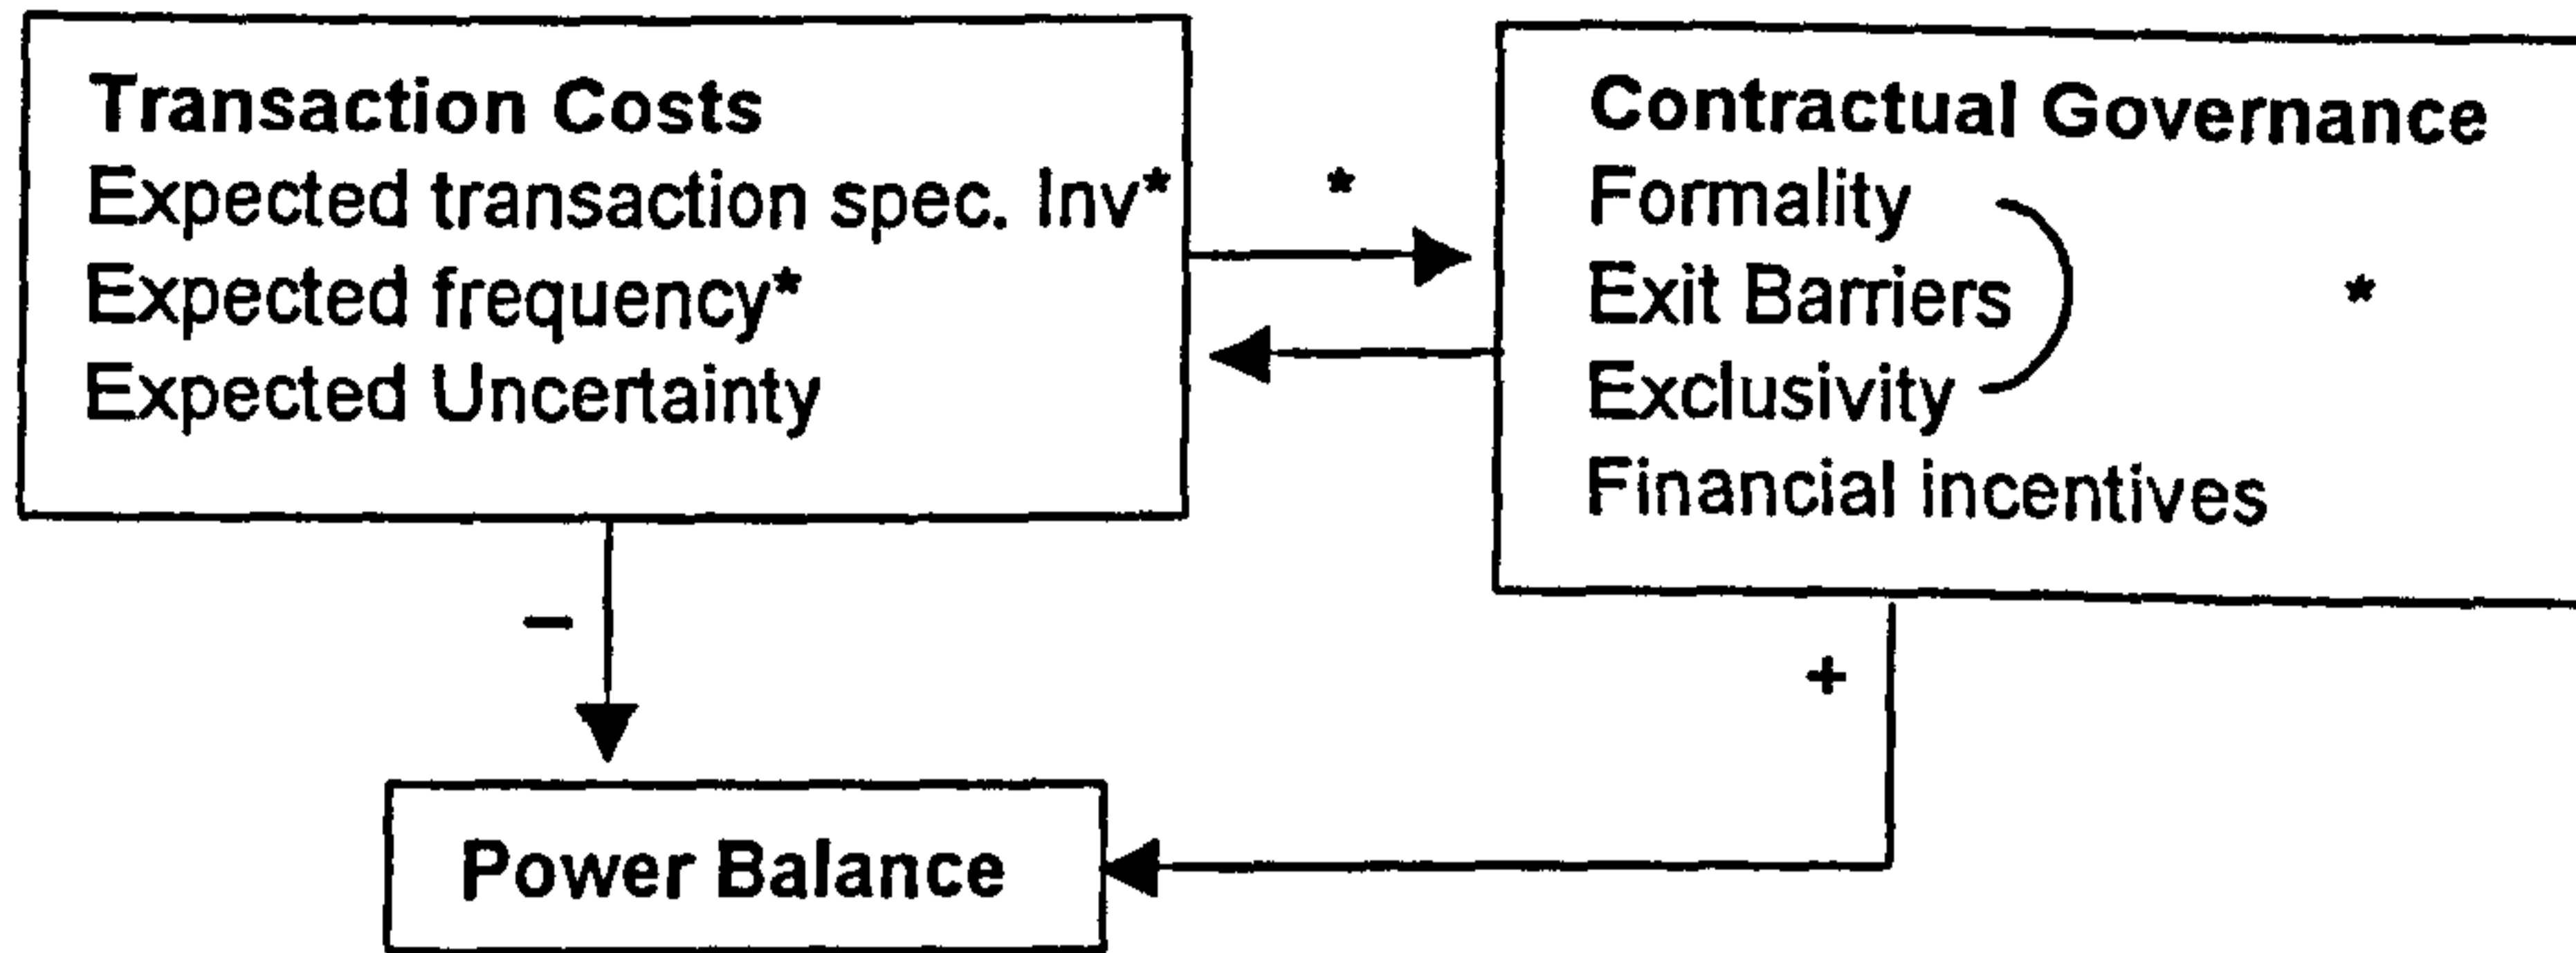 Transaction Costs
Expected transaction spec. Inv*
Expected frequency*
Expected Uncertainty
*
Contractual Governance
Formality
Exit Barriers
*
Exclusivity
Financial incentives
–
+
Power Balance